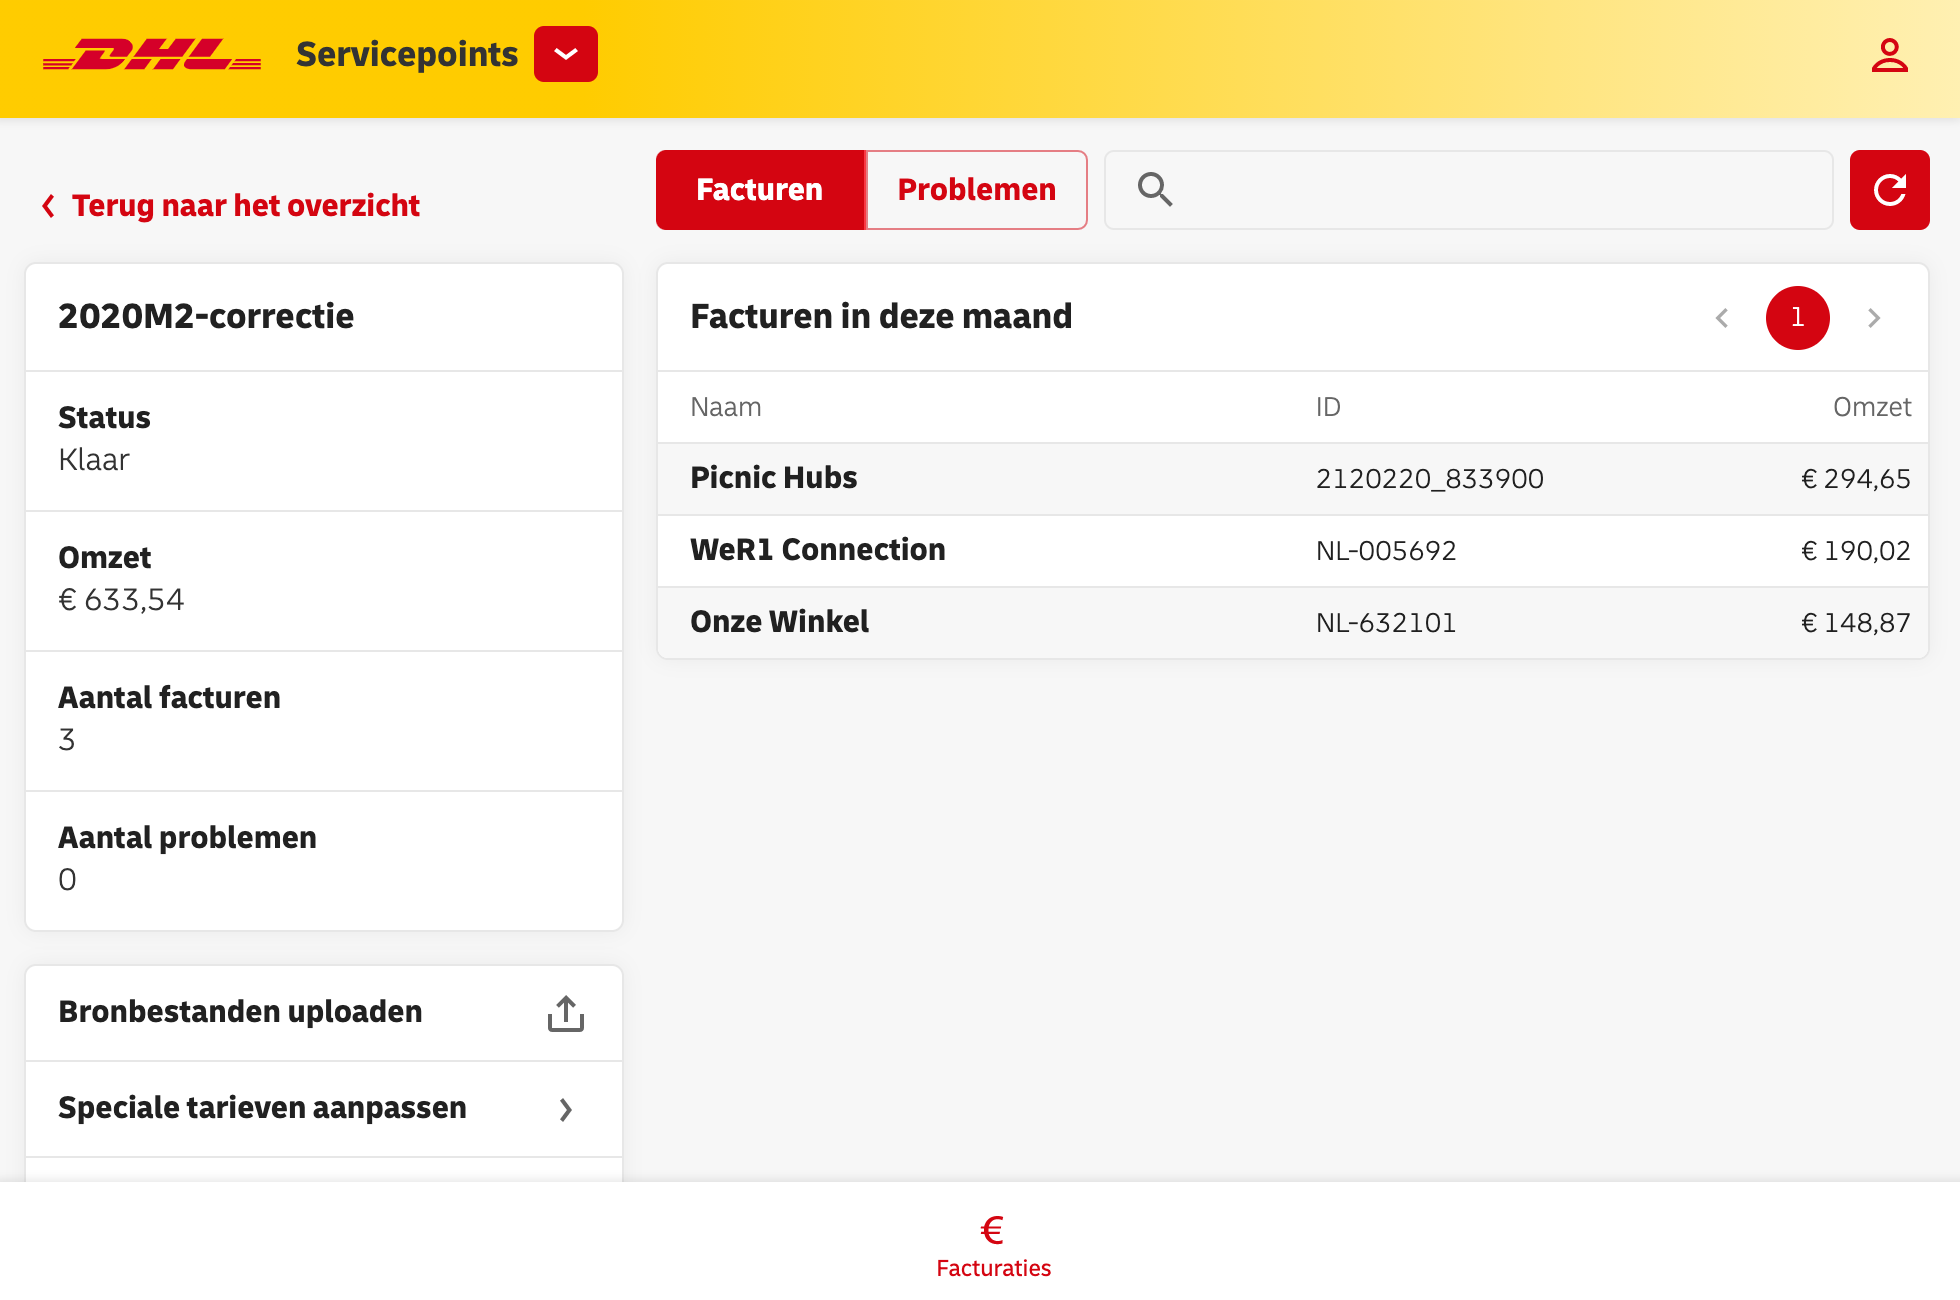 DHL Servicepoints
Terug naar het overzicht
Facturen Problemen
2020M2-correctie
Status
Klaar
Omzet
€ 633,54
Aantal facturen
3
Aantal problemen
0
Bronbestanden uploaden
Speciale tarieven aanpassen
Facturen in deze maand 1
Naam ID Omzet
Picnic Hubs 2120220_833900 € 294,65
WeR1 Connection NL-005692 € 190,02
Onze Winkel NL-632101 € 148,87
€
Facturaties